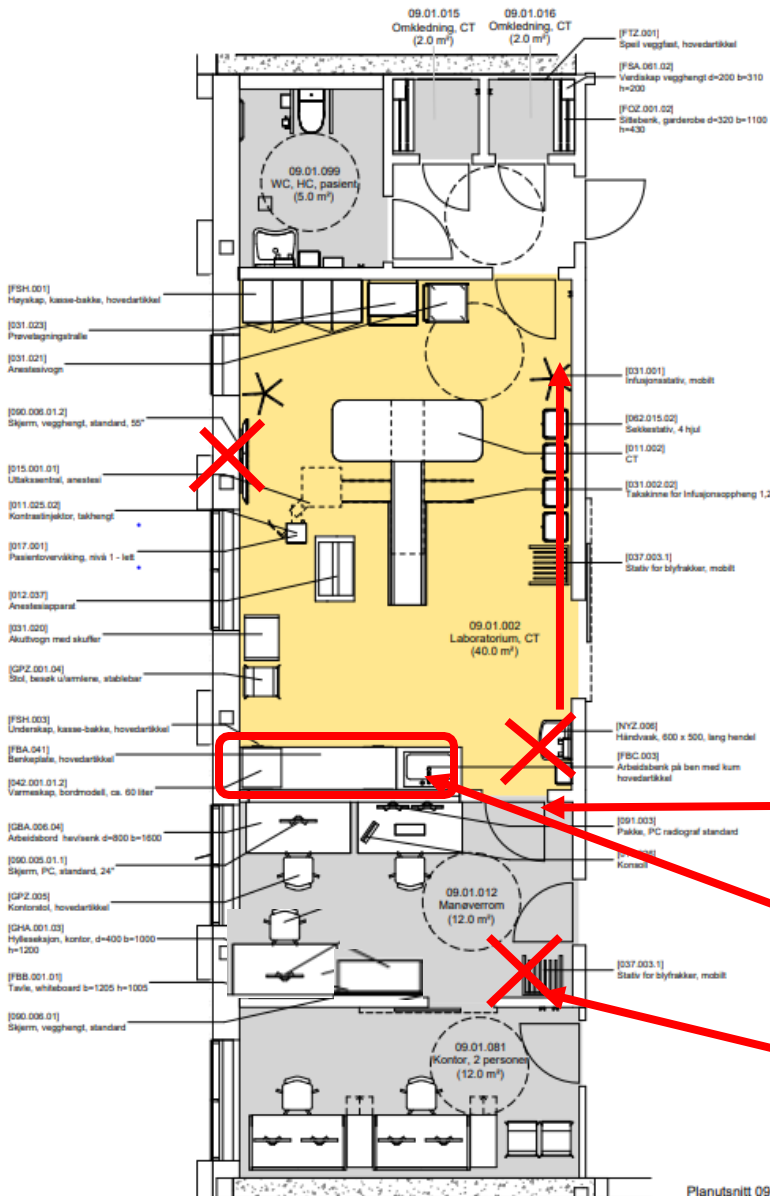 09.01.015
Omkledning, CT
(2.0 m²)
09.01.016
Omkledning, CT
(2.0 m²)
[FTZ.001]
Speil veggfast, hovedartikkel
[FSA.061.02]
Verdiskap vegghengt d=200 b=310
h=200
[FOZ.001.02]
Sittebenk, garderobe d=320 b=1100
h=430
09.01.099
WC, HC, pasient
(5.0 m²)
[FSH.001]
Høyskap, kasse-bakke, hovedartikkel
[031.023]
Prøvetagningstralle
[031.021]
Anestesivogn
[090.006.01.2]
Skjerm, vegghengt, standard, 55"
[015.001.01]
Uttakssentral, anestesi
[011.025.02]
Kontrastinjektor, takhengt
[017.001]
Pasientovervåking, nivå 1 - lett
[012.037]
Anestesiapparat
[031.020]
Akuttvogn med skuffer
[GPZ.001.04]
Stol, besøk u/armlene, stablebar
[FSH.003]
Underskap, kasse-bakke, hovedartikkel
[FBA.041]
Benkeplate, hovedartikkel
[042.001.01.2]
Varmeskap, bordmodell, ca. 60 liter
[GBA.006.04]
Arbeidsbord hev/senk d=800 b=1600
[090.005.01.1]
Skjerm, PC, standard, 24"
[GPZ.005]
Kontorstol, hovedartikkel
[GHA.001.03]
Hylleseksjon, kontor, d=400 b=1000
h=1200
[FBB.001.01]
Tavle, whiteboard b=1205 h=1005
[090.006.01]
Skjerm, vegghengt, standard
[031.001]
Infusjonsstativ, mobilt
[062.015.02]
Sekkestativ, 4 hjul
[011.002]
CT
[031.002.02]
Takskinne for Infusjonsoppheng 1,2
[037.003.1]
Stativ for blyfrakker, mobilt
09.01.002
Laboratorium, CT
(40.0 m²)
[NYZ.006]
Håndvask, 600 x 500, lang hendel
[FBC.003]
Arbeidsbenk på ben med kum
hovedartikkel
[091.003]
Pakke, PC radiograf standard
Konsoll
09.01.012
Manøverrom
(12.0 m²)
[037.003.1]
Stativ for blyfrakker, mobilt
09.01.081
Kontor, 2 personer
(12.0 m²)
Planutsnitt 09